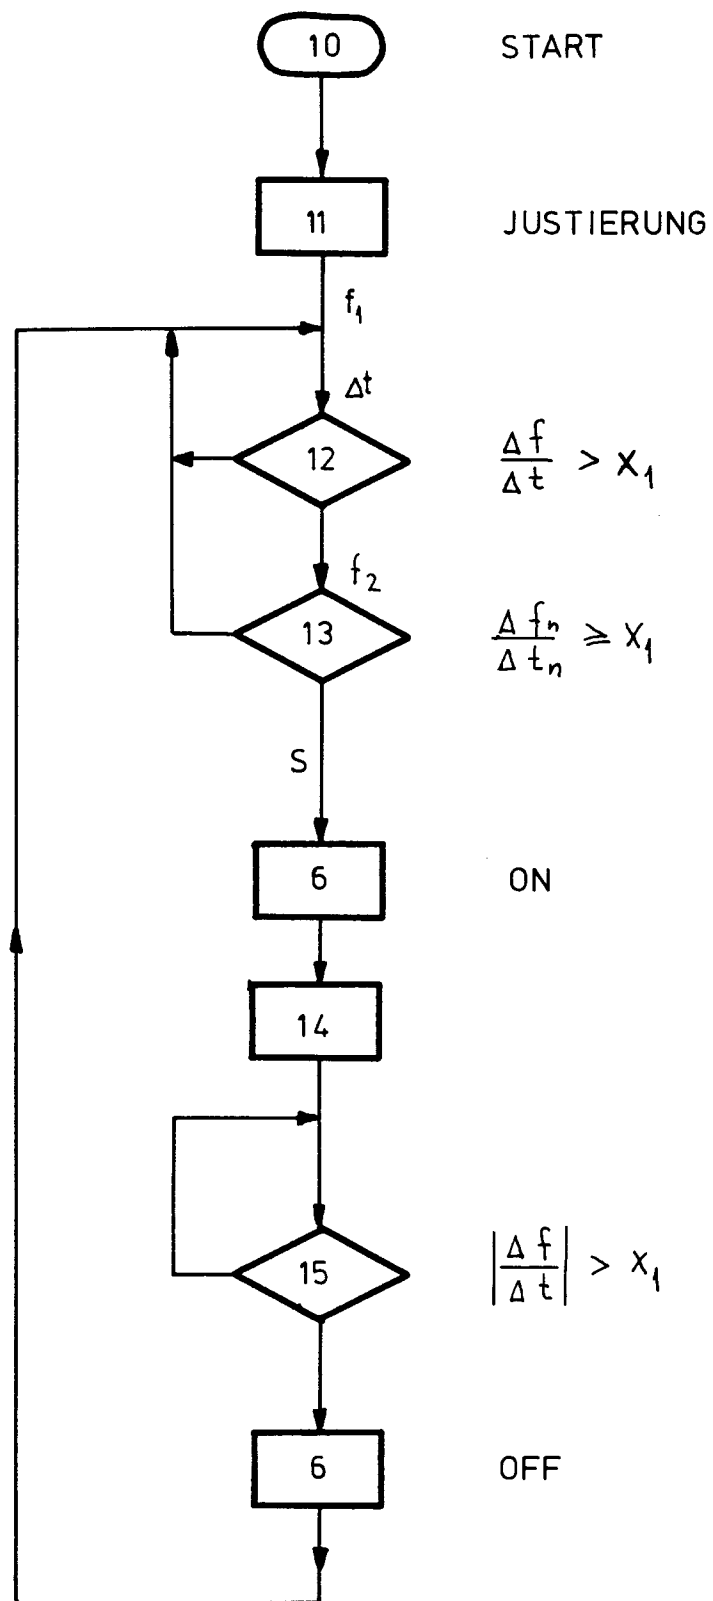 10 START
11 JUSTIERUNG
f₁
Δt
12 Δf/Δt > x₁
f₂
13 Δfₙ/Δtₙ ≥ x₁
S
6 ON
14
15 |Δf/Δt| > x₁
6 OFF